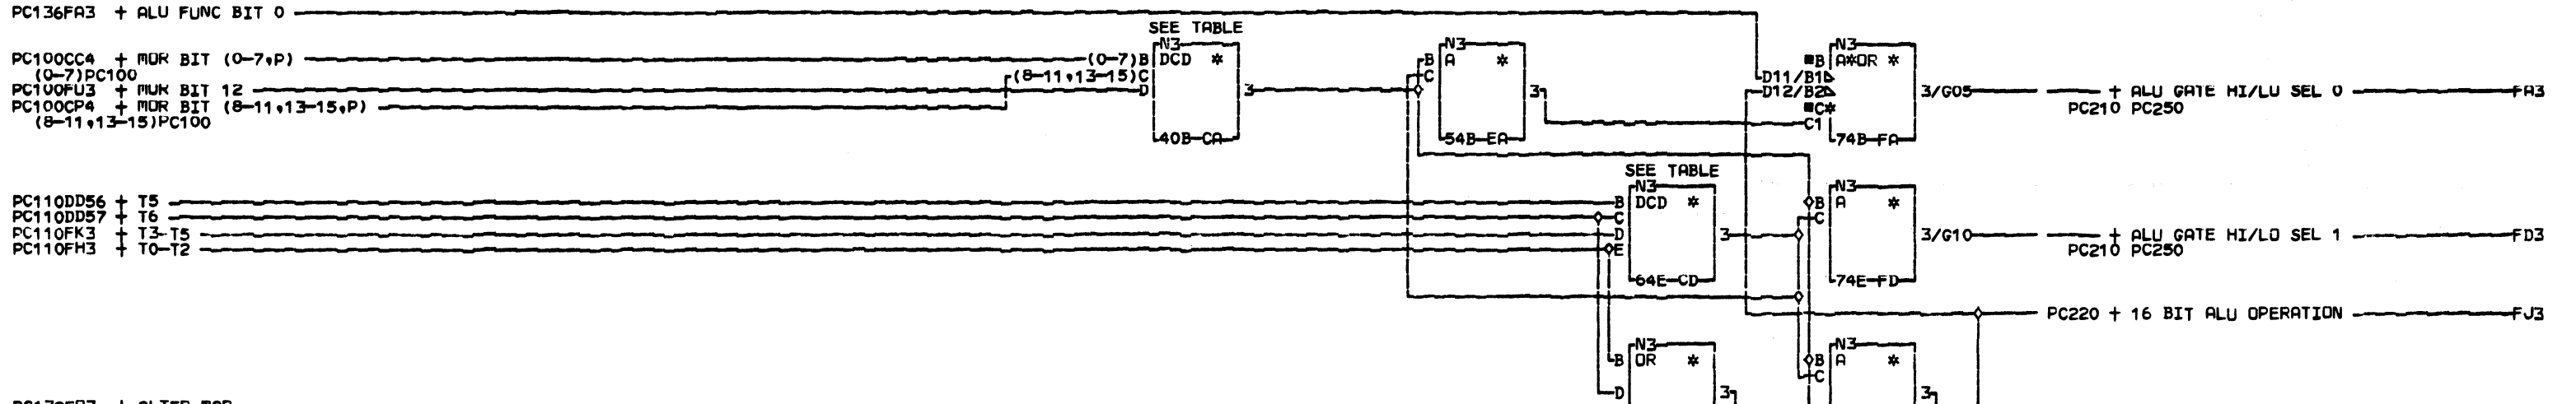 PC136FA3 + ALU FUNC BIT 0
SEE TABLE
N3 N3 N3
PC100CC4 + MOR BIT (0-7,P) (0-7)B DCD * B A * ■B A*OR *
(0-7)PC100 (8-11,13-15)C C D11/B1
PC100FU3 + MOR BIT 12 D 3 3 D12/B2 3/G05 + ALU GATE HI/LO SEL 0 FA3
PC100CP4 + MOR BIT (8-11,13-15,P) ■C* PC210 PC250
(8-11,13-15)PC100 C1
40B-CA 54B-EA 74B-FA
SEE TABLE
N3 N3
PC110DD56 + T5 B DCD * B A *
PC110DD57 + T6 C C
PC110FK3 + T3-T5 D 3 3/G10 + ALU GATE HI/LO SEL 1 FD3
PC110FH3 + T0-T2 E PC210 PC250
64E-CD 74E-FD
PC220 + 16 BIT ALU OPERATION FJ3
N3 N3
B OR * B A *
C
D 3 3